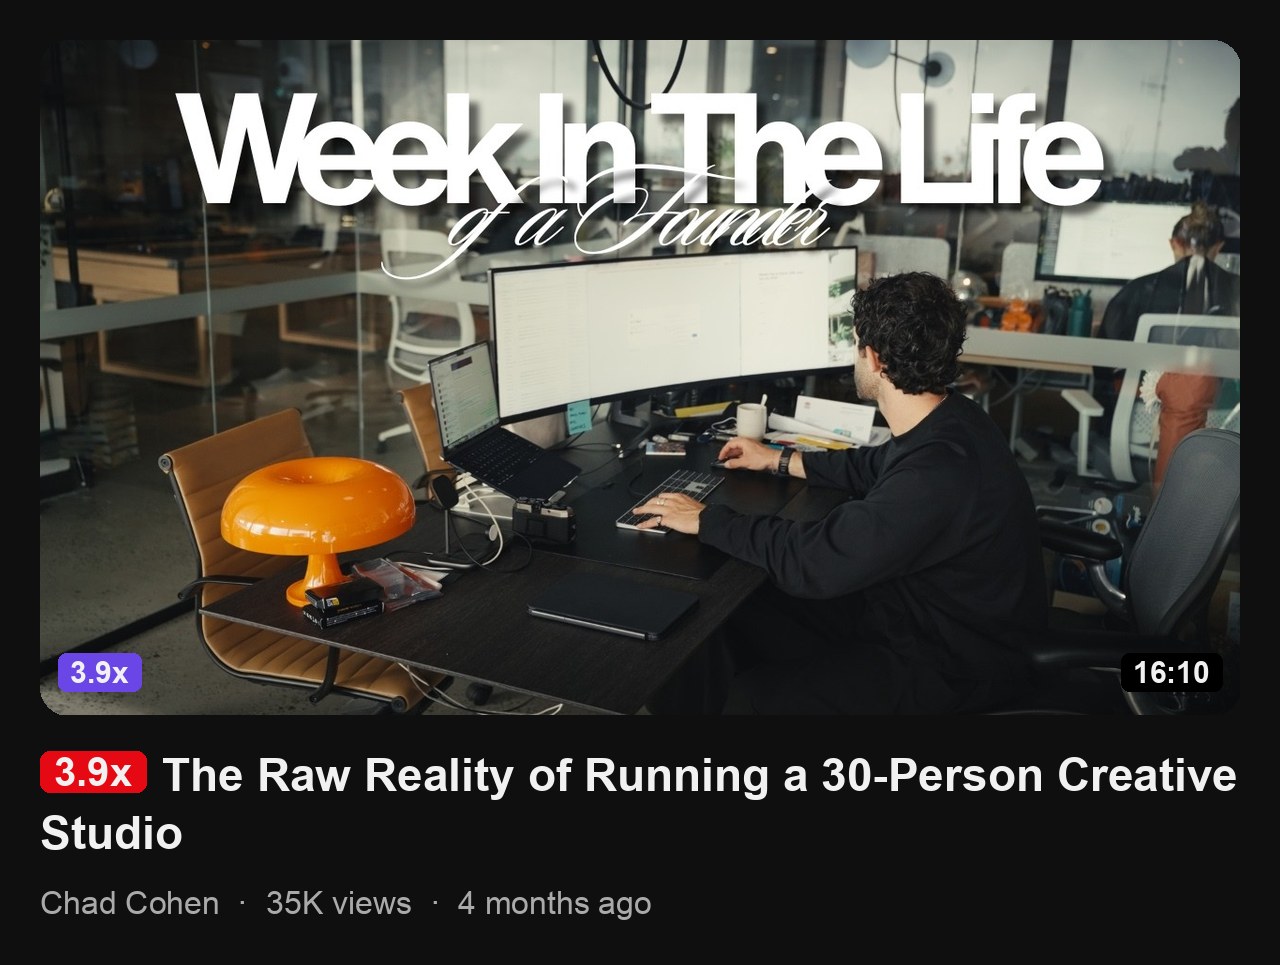 Week In The Life
of a Founder
3.9x
16:10
3.9x The Raw Reality of Running a 30-Person Creative
Studio
Chad Cohen · 35K views · 4 months ago